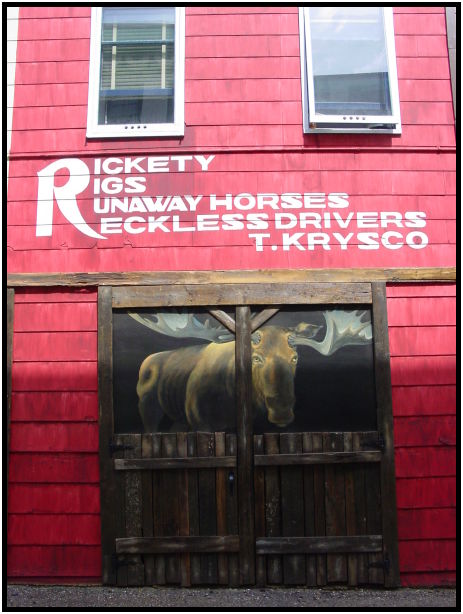 RICKETY
RIGS
RUNAWAY HORSES
RECKLESS DRIVERS
T. KRYSCO